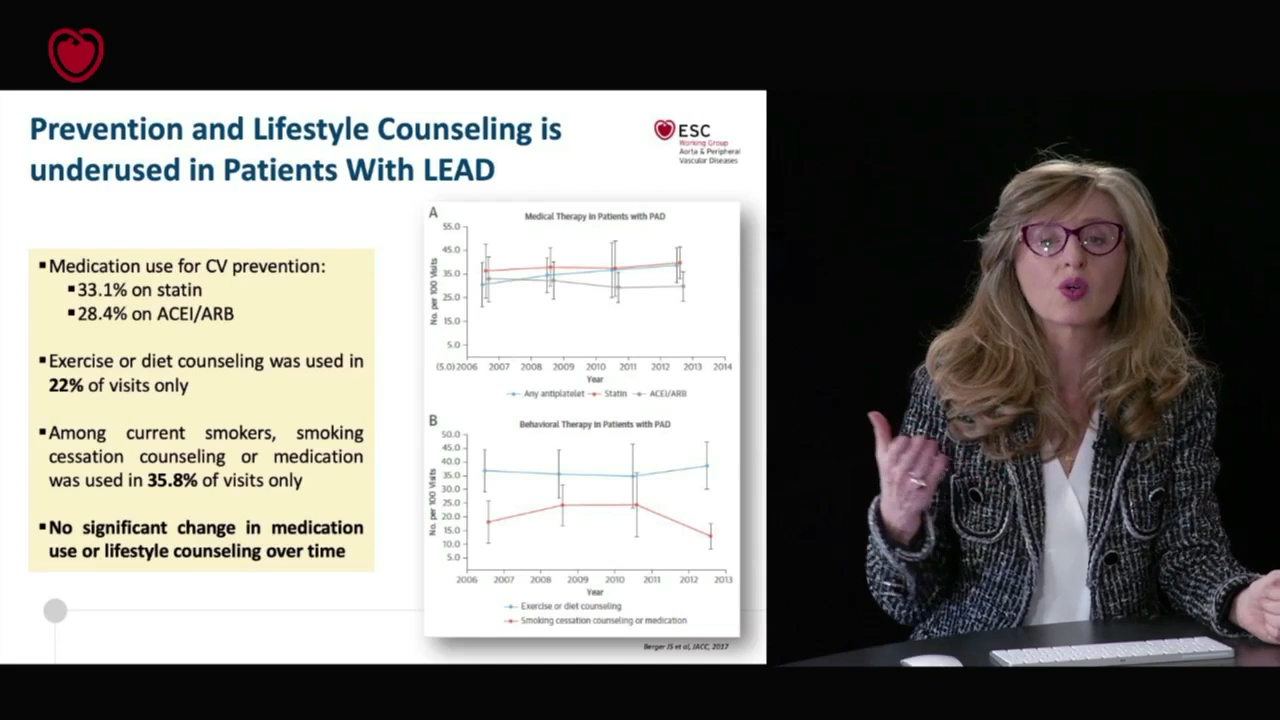 Prevention and Lifestyle Counseling is
underused in Patients With LEAD
ESC
Working Group
Aorta & Peripheral
Vascular Diseases
▪Medication use for CV prevention:
▪33.1% on statin
▪28.4% on ACEI/ARB
▪Exercise or diet counseling was used in
22% of visits only
▪Among current smokers, smoking
cessation counseling or medication
was used in 35.8% of visits only
▪No significant change in medication
use or lifestyle counseling over time
A
Medical Therapy in Patients with PAD
No. per 100 Visits
55.0
45.0
35.0
25.0
15.0
5.0
(5.0) 2006 2007 2008 2009 2010 2011 2012 2013 2014
Year
Any antiplatelet Statin ACEI/ARB
B
Behavioral Therapy in Patients with PAD
No. per 100 Visits
50.0
45.0
40.0
35.0
30.0
25.0
20.0
15.0
10.0
5.0
2006 2007 2008 2009 2010 2011 2012 2013
Year
Exercise or diet counseling
Smoking cessation counseling or medication
Berger JS et al, JACC, 2017